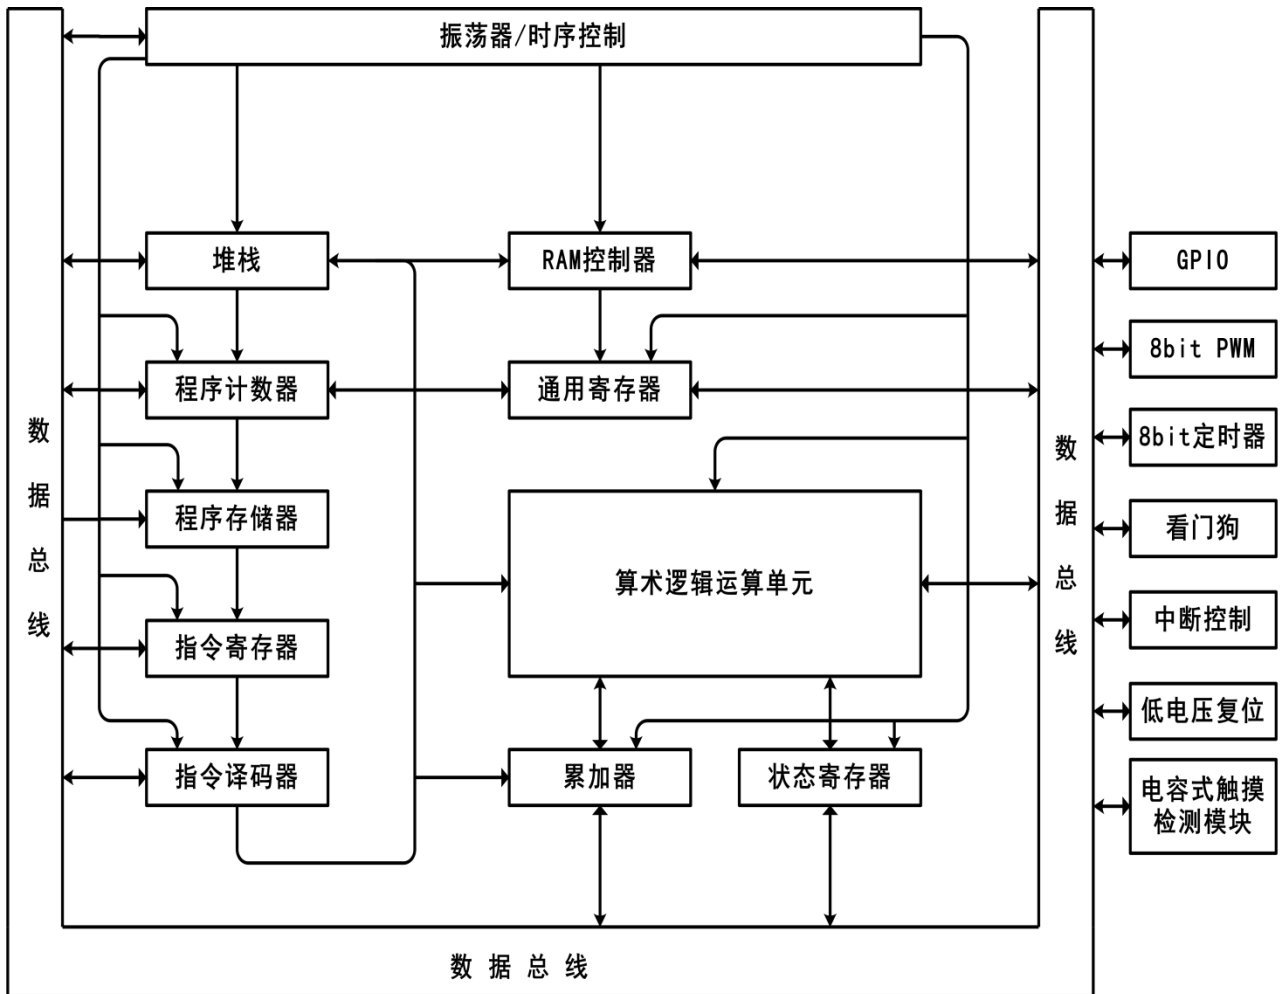 振荡器/时序控制
堆栈
RAM控制器
GPIO
8bit PWM
程序计数器
通用寄存器
数据总线
数据总线
8bit定时器
程序存储器
看门狗
算术逻辑运算单元
指令寄存器
中断控制
低电压复位
指令译码器
累加器
状态寄存器
电容式触摸
检测模块
数据总线